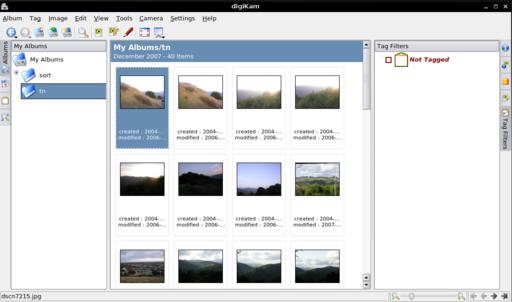 digiKam
Album Tag Image Edit View Tools Camera Settings Help
My Albums
My Albums
sort
tn
Albums
My Albums/tn
December 2007 - 40 Items
created : 2004-...
modified : 2006-...
created : 2004-...
modified : 2006-...
created : 2004-...
modified : 2006-...
created : 2004-...
modified : 2006-...
created : 2004-...
modified : 2006-...
created : 2004-...
modified : 2006-...
created : 2004-...
modified : 2006-...
created : 2004-...
modified : 2007-...
Tag Filters
Not Tagged
Tag Filters
dscn7215.jpg